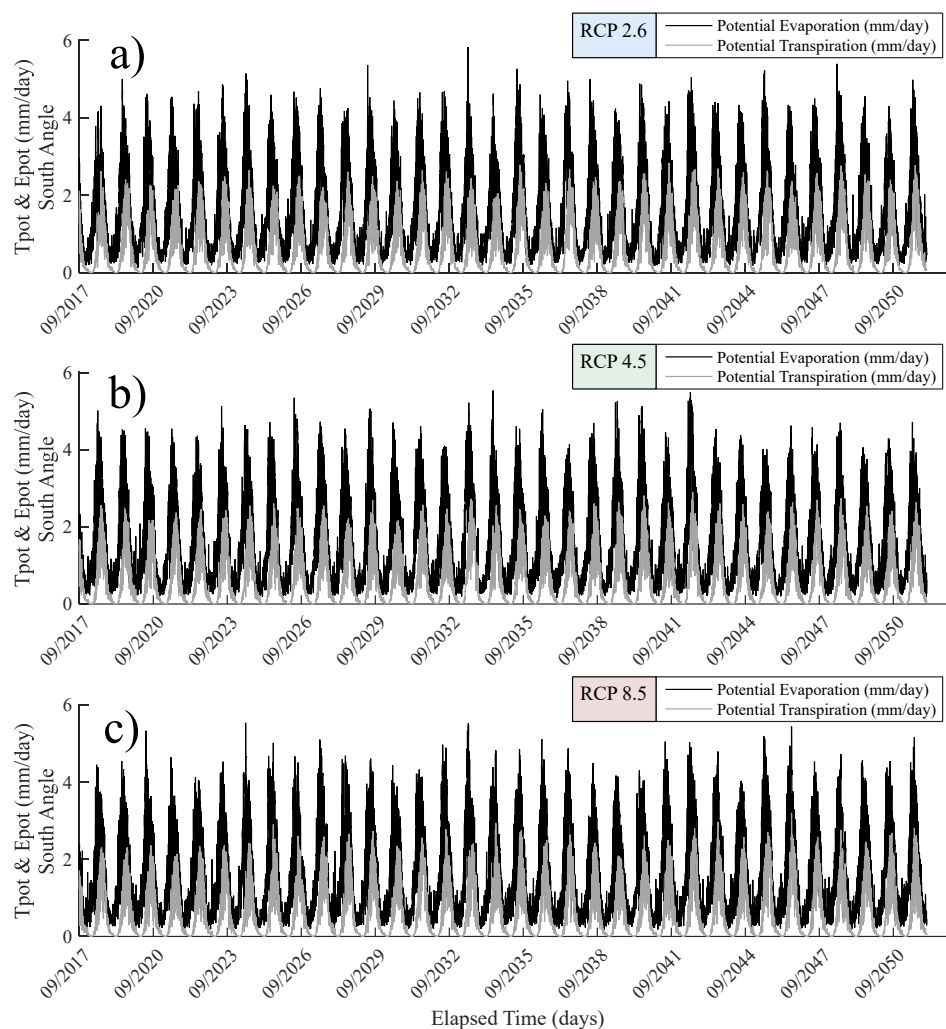 a)
RCP 2.6
Potential Evaporation (mm/day)
Potential Transpiration (mm/day)
Tpot & Epot (mm/day)
South Angle
6
4
2
0
09/2017
09/2020
09/2023
09/2026
09/2029
09/2032
09/2035
09/2038
09/2041
09/2044
09/2047
09/2050
b)
RCP 4.5
Potential Evaporation (mm/day)
Potential Transpiration (mm/day)
Tpot & Epot (mm/day)
South Angle
6
4
2
0
09/2017
09/2020
09/2023
09/2026
09/2029
09/2032
09/2035
09/2038
09/2041
09/2044
09/2047
09/2050
c)
RCP 8.5
Potential Evaporation (mm/day)
Potential Transpiration (mm/day)
Tpot & Epot (mm/day)
South Angle
6
4
2
0
09/2017
09/2020
09/2023
09/2026
09/2029
09/2032
09/2035
09/2038
09/2041
09/2044
09/2047
09/2050
Elapsed Time (days)